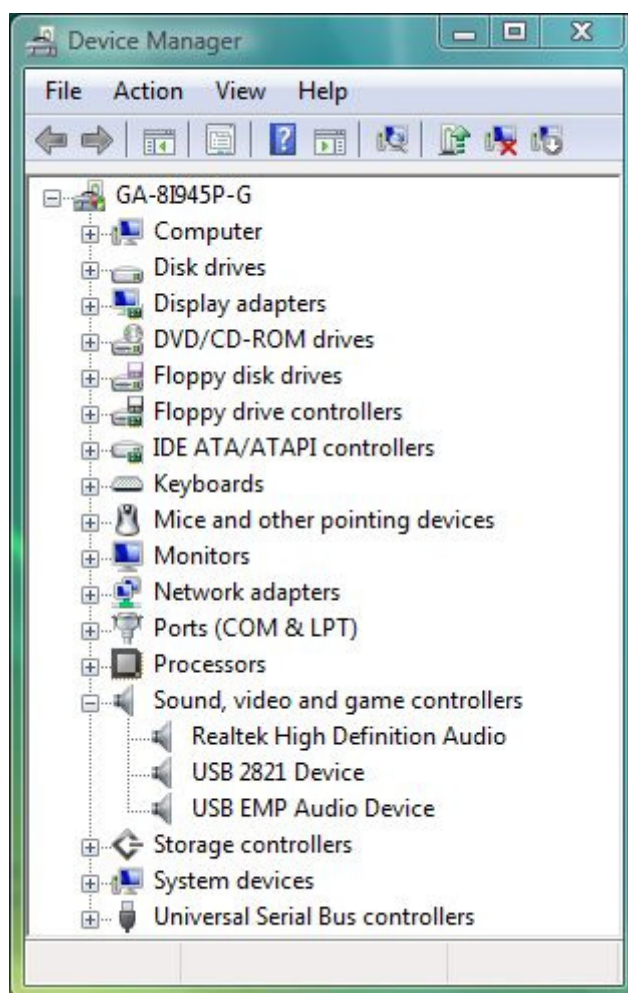 Device Manager
File Action View Help
GA-8I945P-G
Computer
Disk drives
Display adapters
DVD/CD-ROM drives
Floppy disk drives
Floppy drive controllers
IDE ATA/ATAPI controllers
Keyboards
Mice and other pointing devices
Monitors
Network adapters
Ports (COM & LPT)
Processors
Sound, video and game controllers
Realtek High Definition Audio
USB 2821 Device
USB EMP Audio Device
Storage controllers
System devices
Universal Serial Bus controllers